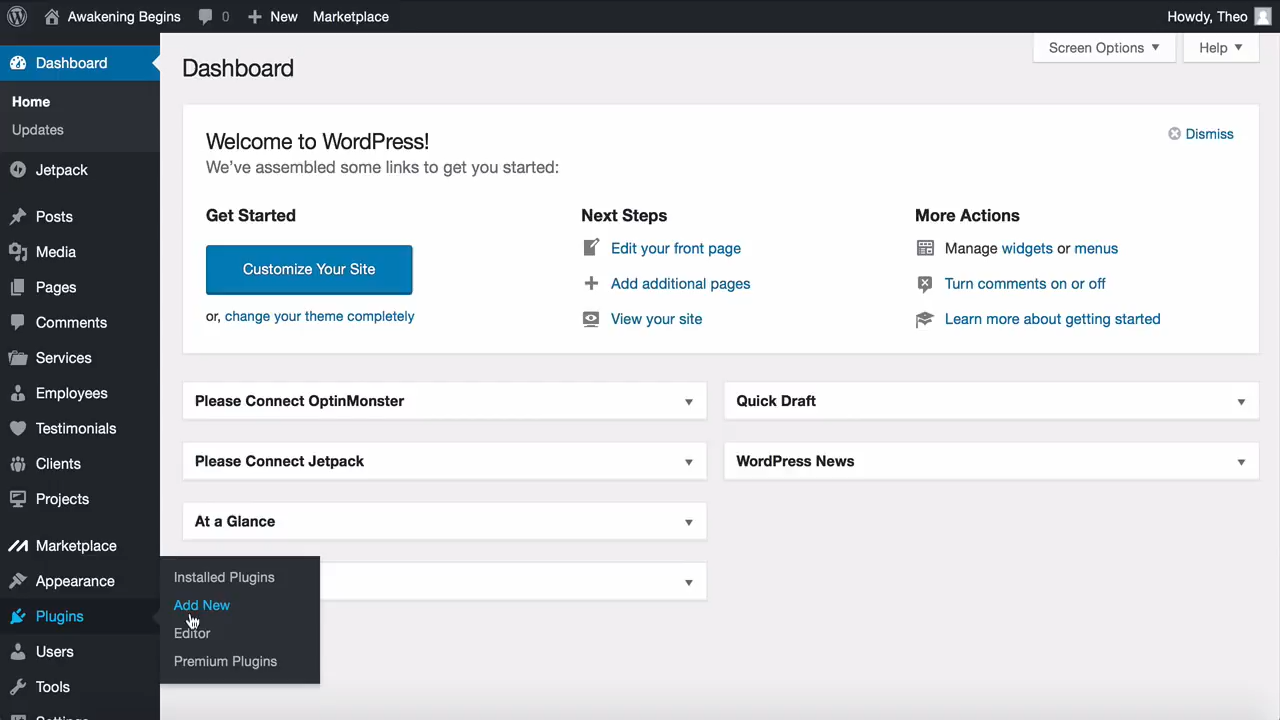 Awakening Begins 0 New Marketplace Howdy, Theo
Dashboard
Home
Updates
Jetpack
Posts
Media
Pages
Comments
Services
Employees
Testimonials
Clients
Projects
Marketplace
Appearance
Plugins
Users
Tools
Settings
Installed Plugins
Add New
Editor
Premium Plugins
Screen Options Help
Dashboard
Welcome to WordPress!
We've assembled some links to get you started:
Dismiss
Get Started
Customize Your Site
or, change your theme completely
Next Steps
Edit your front page
Add additional pages
View your site
More Actions
Manage widgets or menus
Turn comments on or off
Learn more about getting started
Please Connect OptinMonster
Please Connect Jetpack
At a Glance
Quick Draft
WordPress News